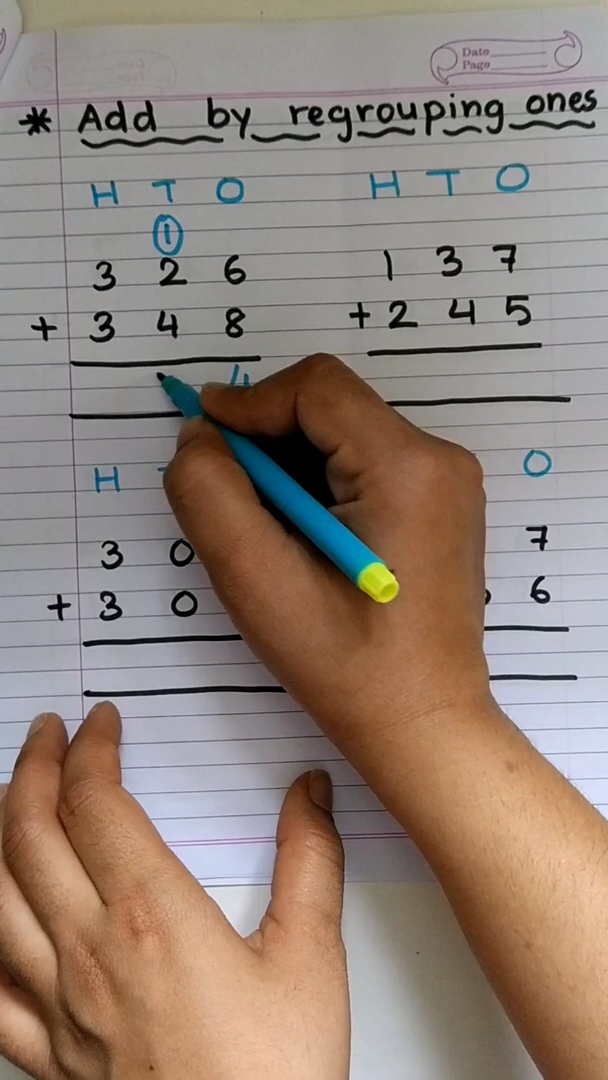 Date
Page
* Add by regrouping ones
H T O H T O
1
3 2 6 1 3 7
+ 3 4 8 + 2 4 5
4
H O
3 0 7
+ 3 0 6